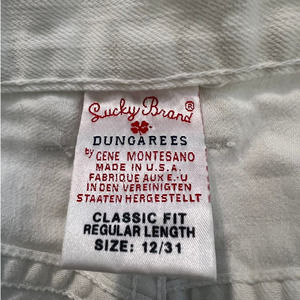 Lucky Brand®
DUNGAREES
by GENE MONTESANO
MADE IN U.S.A.
FABRIQUE AUX E.-U
IN DEN VEREINIGTEN
STAATEN HERGESTELLT
CLASSIC FIT
REGULAR LENGTH
SIZE: 12/31